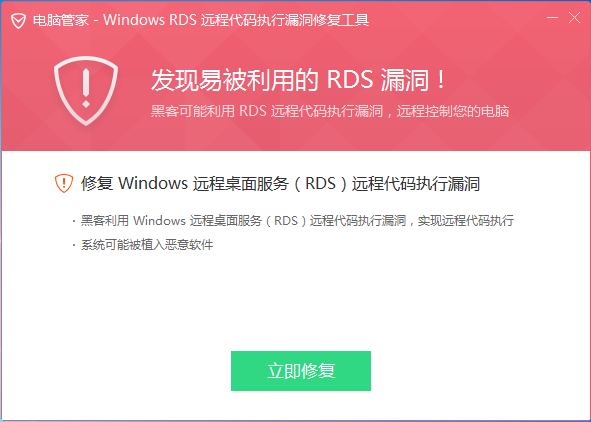 电脑管家 - Windows RDS 远程代码执行漏洞修复工具
发现易被利用的 RDS 漏洞！
黑客可能利用 RDS 远程代码执行漏洞，远程控制您的电脑
修复 Windows 远程桌面服务（RDS）远程代码执行漏洞
· 黑客利用 Windows 远程桌面服务（RDS）远程代码执行漏洞，实现远程代码执行
· 系统可能被植入恶意软件
立即修复